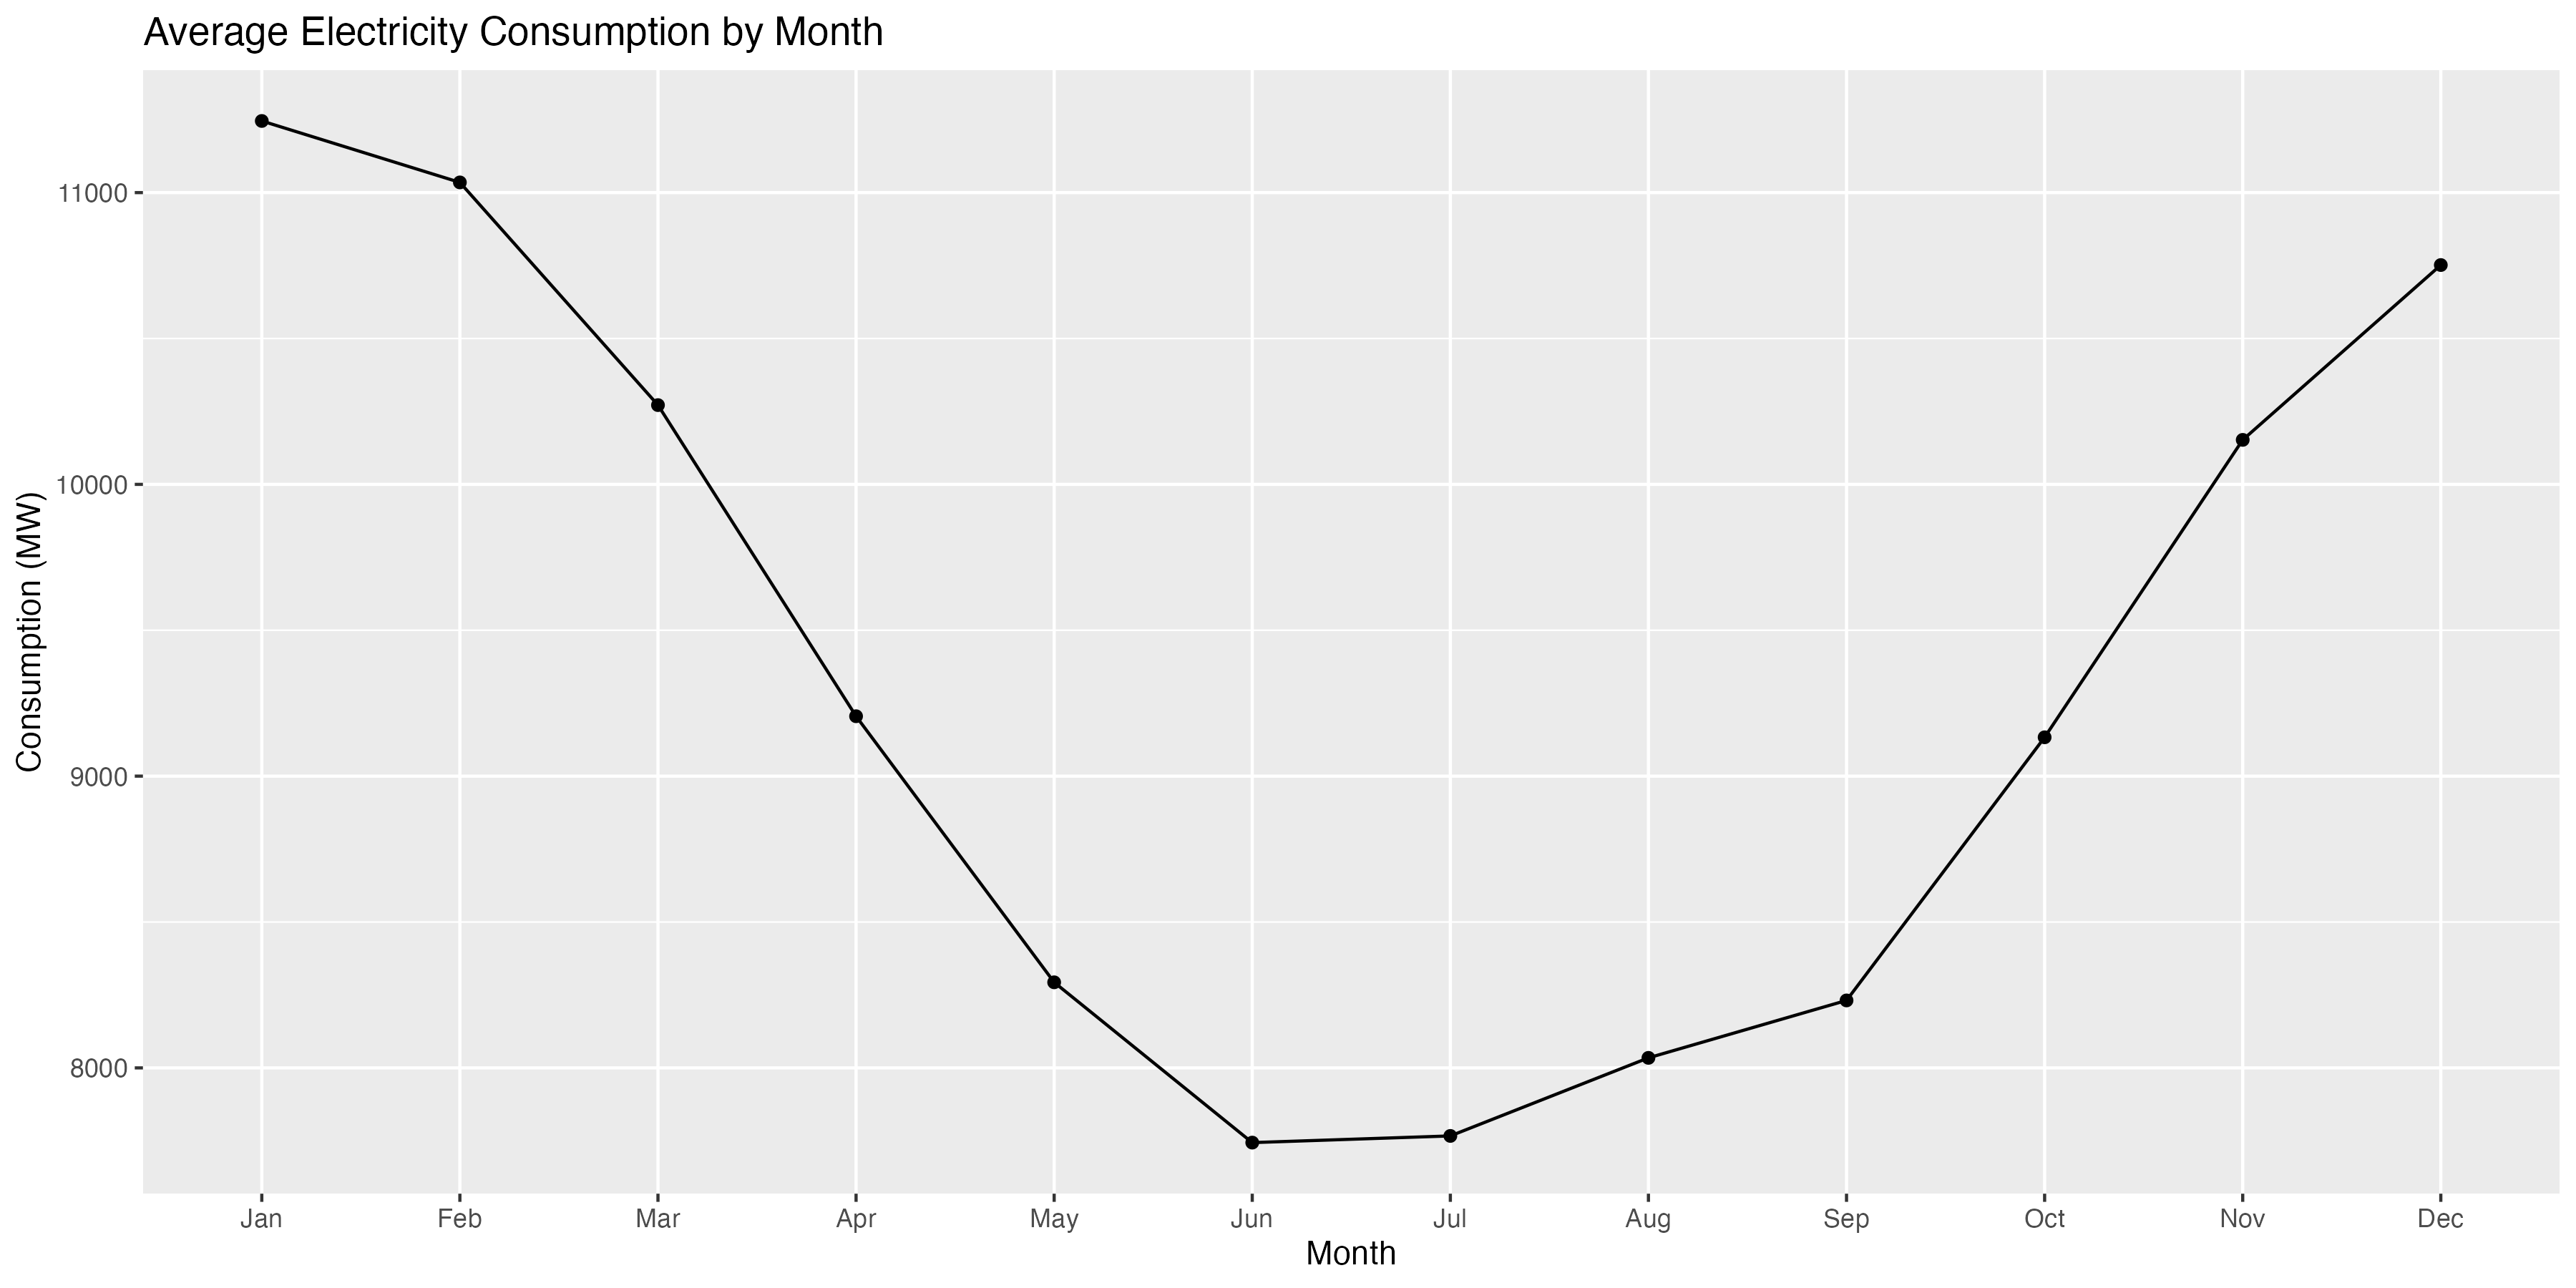 Average Electricity Consumption by Month
Consumption (MW)
11000
10000
9000
8000
Jan Feb Mar Apr May Jun Jul Aug Sep Oct Nov Dec
Month